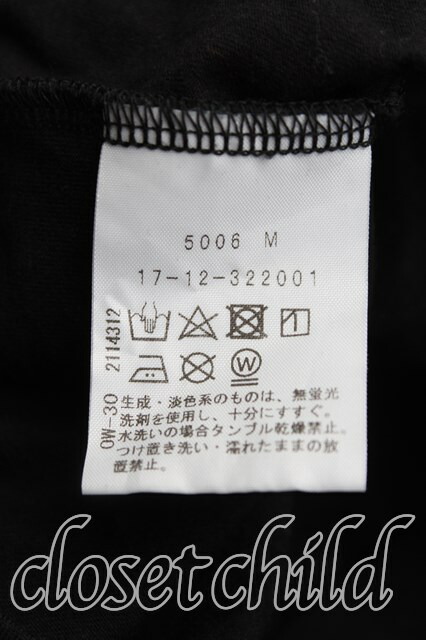 5006 M
17-12-322001
2114312
OW-30
生成・淡色系のものは、無蛍光
洗剤を使用し、十分にすすぐ。
水洗いの場合タンブル乾燥禁止。
つけ置き洗い・濡れたままの放
置禁止。
closet child